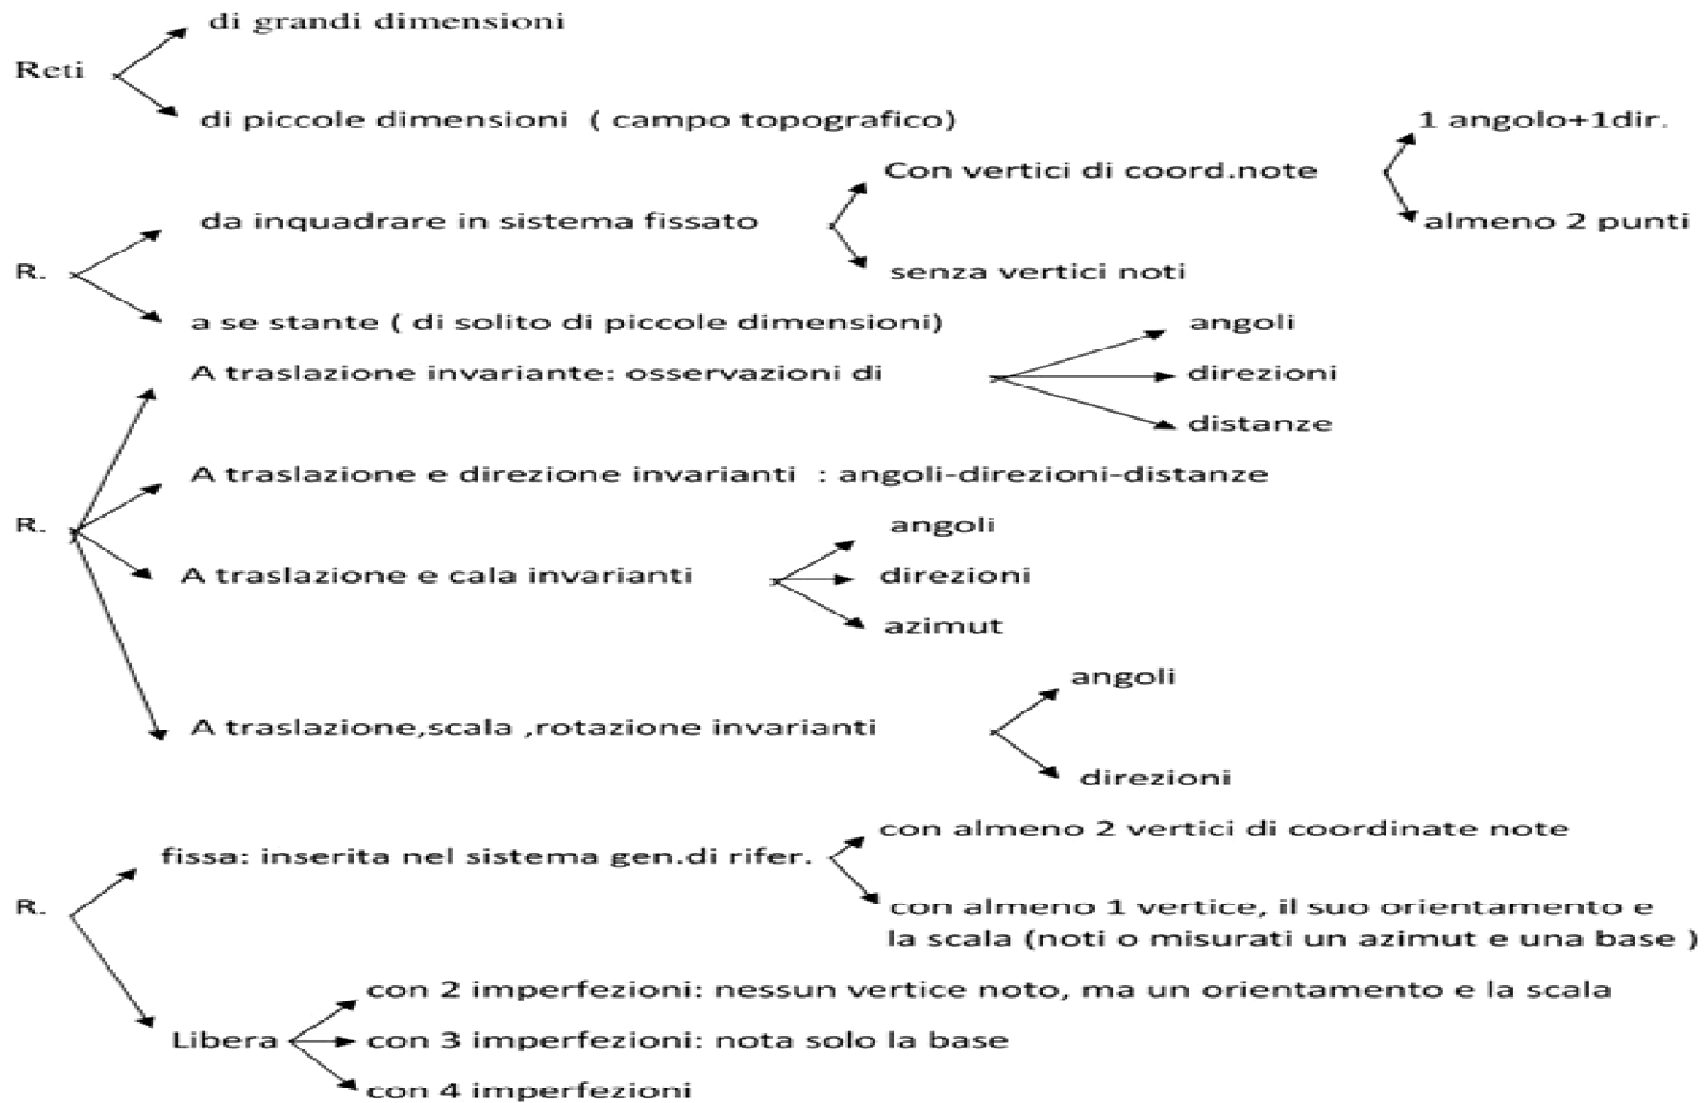 di grandi dimensioni
Reti
di piccole dimensioni ( campo topografico)
1 angolo+1dir.
Con vertici di coord.note
da inquadrare in sistema fissato
almeno 2 punti
R.
senza vertici noti
a se stante ( di solito di piccole dimensioni)
angoli
A traslazione invariante: osservazioni di
direzioni
distanze
A traslazione e direzione invarianti : angoli-direzioni-distanze
R.
angoli
A traslazione e cala invarianti
direzioni
azimut
angoli
A traslazione,scala ,rotazione invarianti
direzioni
con almeno 2 vertici di coordinate note
fissa: inserita nel sistema gen.di rifer.
R.
con almeno 1 vertice, il suo orientamento e
la scala (noti o misurati un azimut e una base )
con 2 imperfezioni: nessun vertice noto, ma un orientamento e la scala
Libera
con 3 imperfezioni: nota solo la base
con 4 imperfezioni